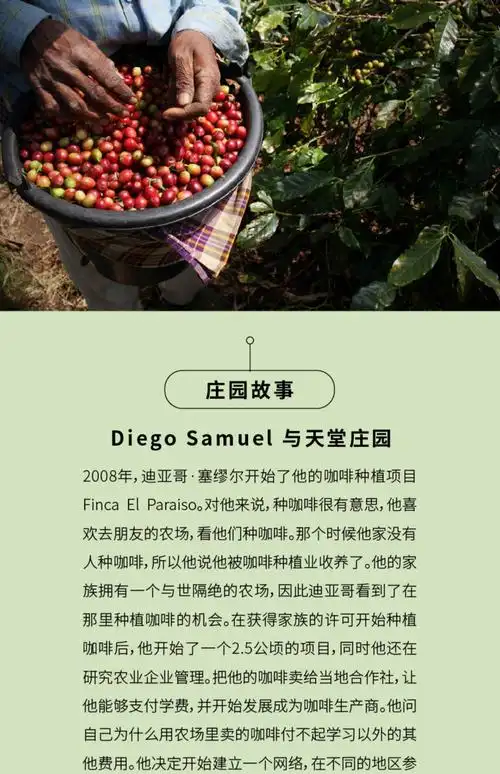 庄园故事
Diego Samuel 与天堂庄园
2008年，迪亚哥·塞缪尔开始了他的咖啡种植项目
Finca El Paraiso。对他来说，种咖啡很有意思，他喜
欢去朋友的农场，看他们种咖啡。那个时候他家没有
人种咖啡，所以他说他被咖啡种植业收养了。他的家
族拥有一个与世隔绝的农场，因此迪亚哥看到了在
那里种植咖啡的机会。在获得家族的许可开始种植
咖啡后，他开始了一个2.5公顷的项目，同时他还在
研究农业企业管理。把他的咖啡卖给当地合作社，让
他能够支付学费，并开始发展成为咖啡生产商。他问
自己为什么用农场里卖的咖啡付不起学习以外的其
他费用。他决定开始建立一个网络，在不同的地区参